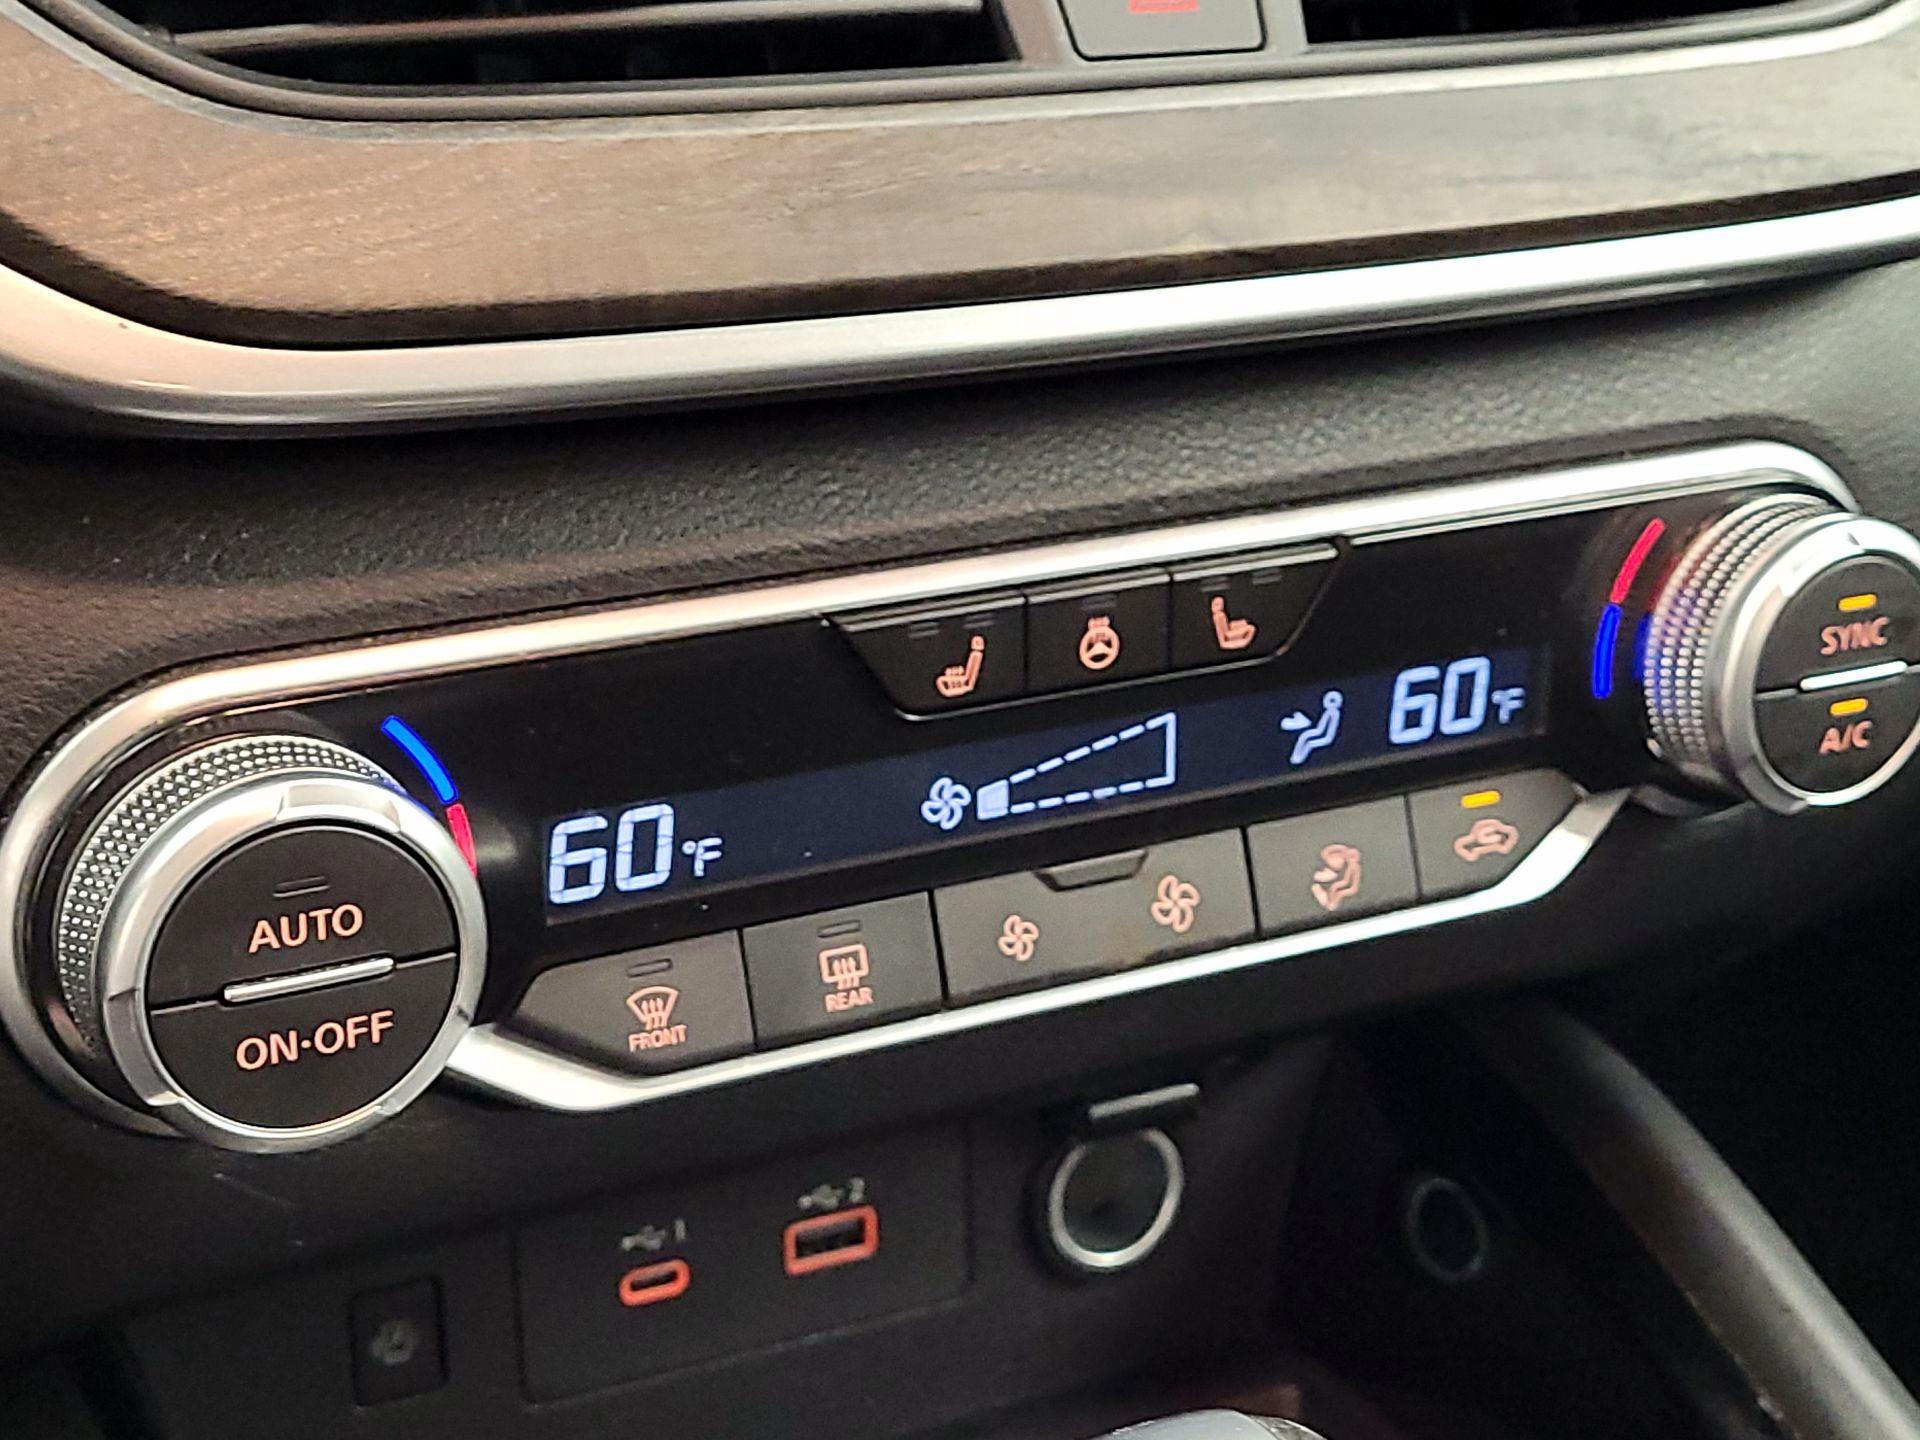 SYNC
A/C
60°F
60°F
AUTO
ON·OFF
FRONT
REAR
1
2